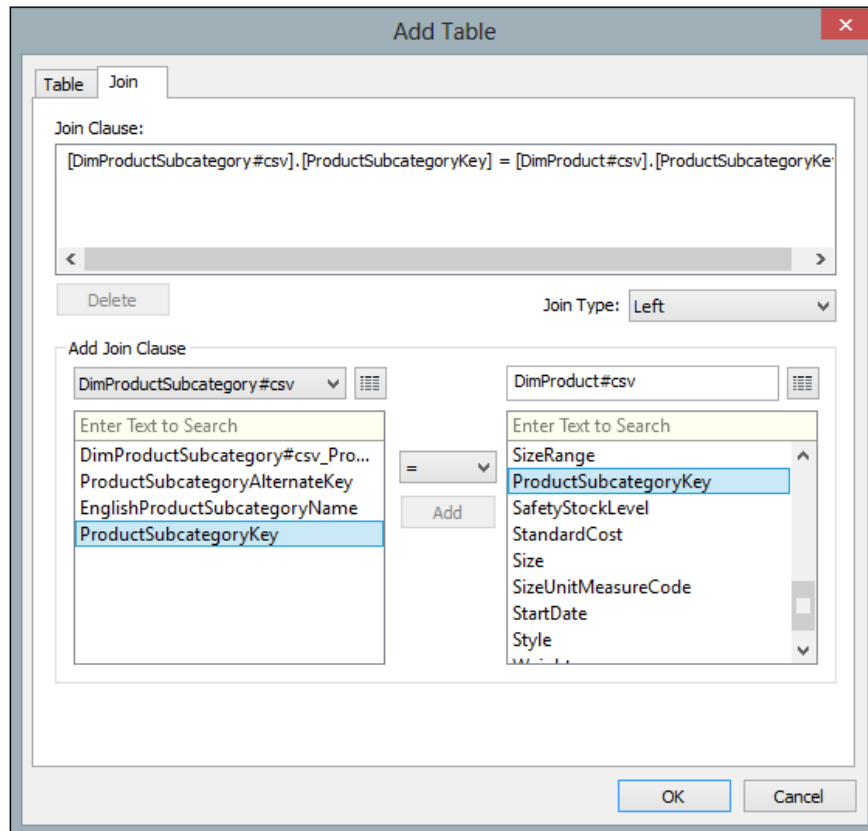 Add Table
Table Join
Join Clause:
[DimProductSubcategory#csv].[ProductSubcategoryKey] = [DimProduct#csv].[ProductSubcategoryKe
Delete
Join Type: Left
Add Join Clause
DimProductSubcategory#csv
DimProduct#csv
Enter Text to Search
Enter Text to Search
DimProductSubcategory#csv_Pro...
ProductSubcategoryAlternateKey
EnglishProductSubcategoryName
ProductSubcategoryKey
=
Add
SizeRange
ProductSubcategoryKey
SafetyStockLevel
StandardCost
Size
SizeUnitMeasureCode
StartDate
Style
OK Cancel